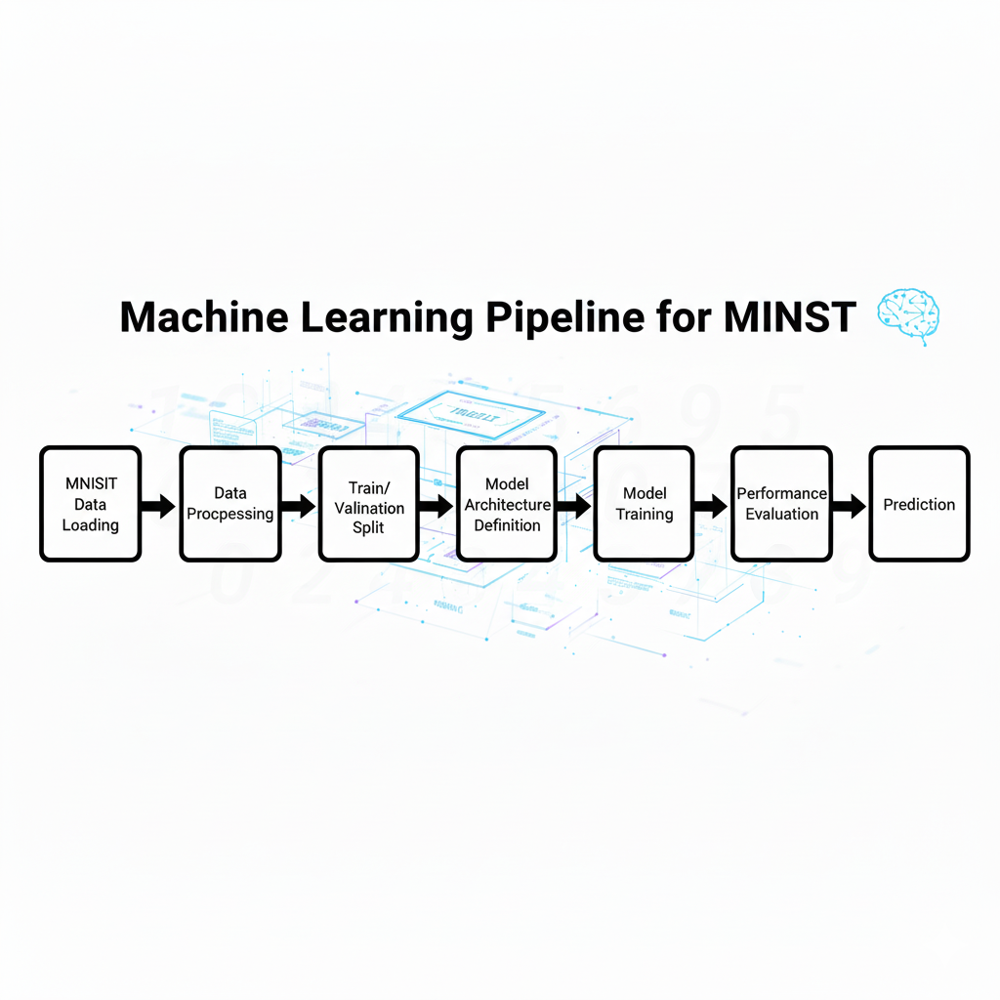 Machine Learning Pipeline for MINST
MNISIT
Data
Loading
Data
Procpessing
Train/
Valination
Split
Model
Architecture
Definition
Model
Training
Performance
Evaluation
Prediction